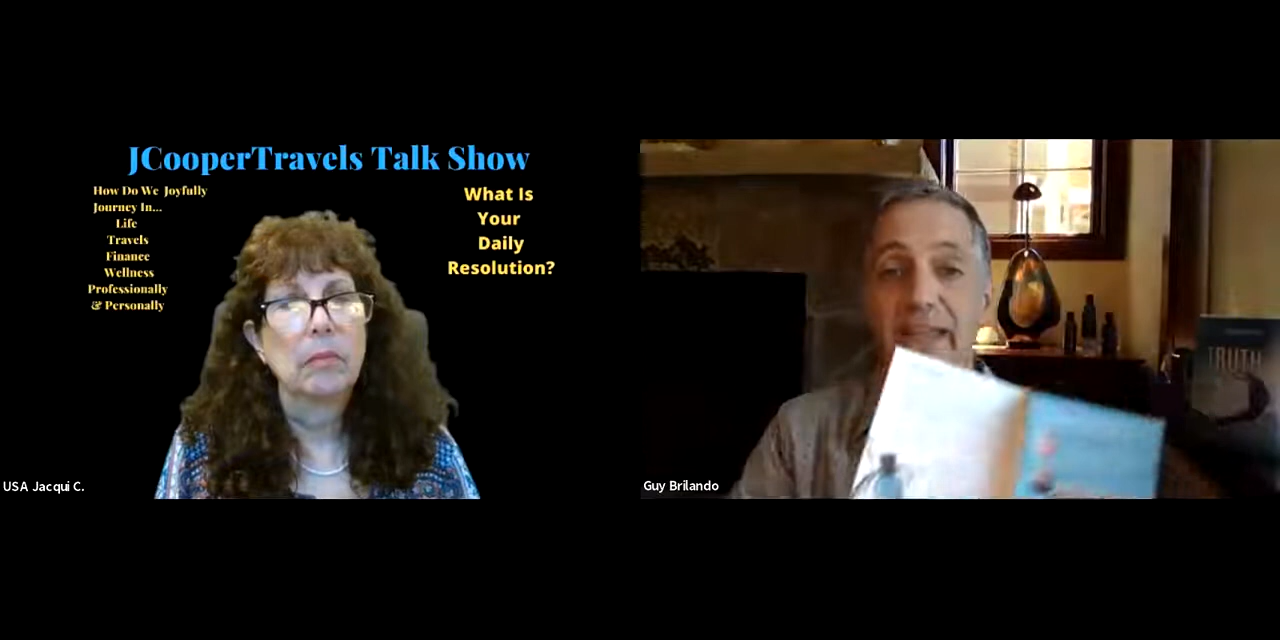 JCooperTravels Talk Show
How Do We Joyfully
Journey In...
Life
Travels
Finance
Wellness
Professionally
& Personally
What Is
Your
Daily
Resolution?
USA Jacqui C.
Guy Brilando
TRUTH